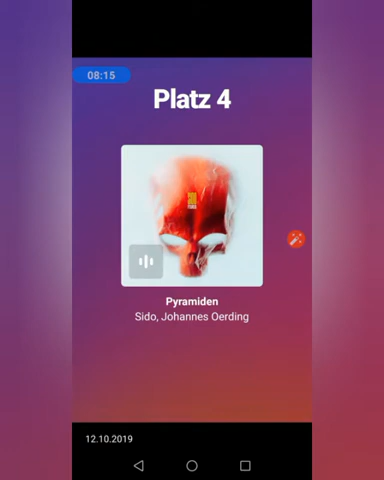 08:15
Platz 4
Pyramiden
Sido, Johannes Oerding
12.10.2019